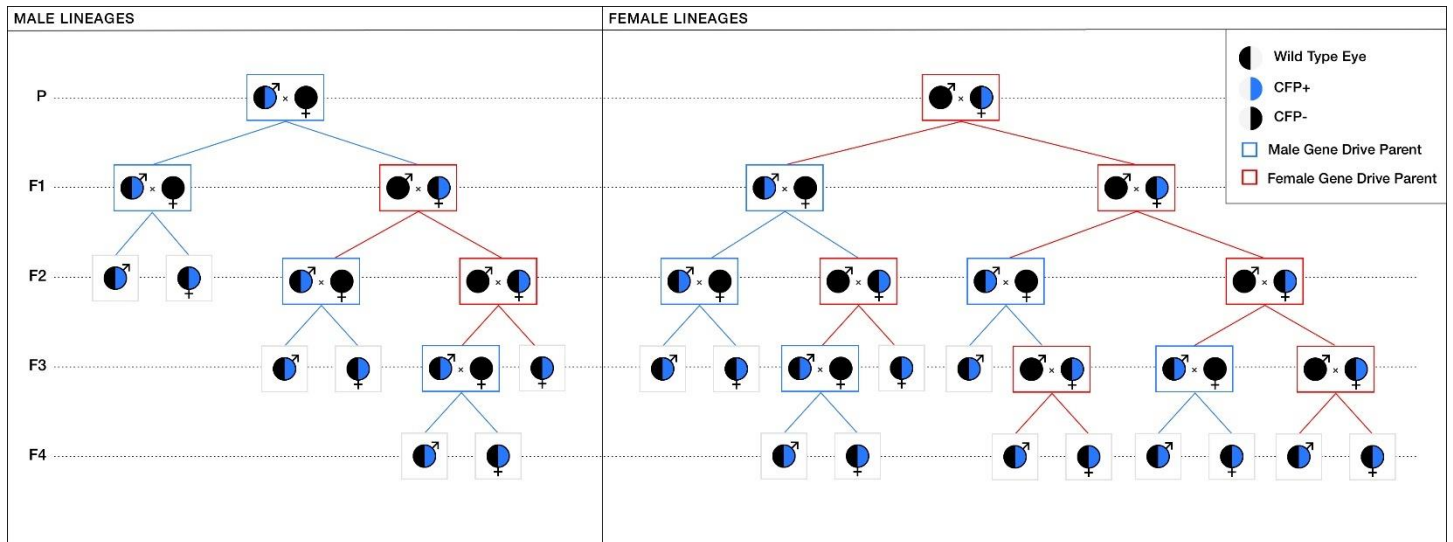 MALE LINEAGES
FEMALE LINEAGES
Wild Type Eye
CFP+
CFP-
Male Gene Drive Parent
Female Gene Drive Parent
P
F1
F2
F3
F4